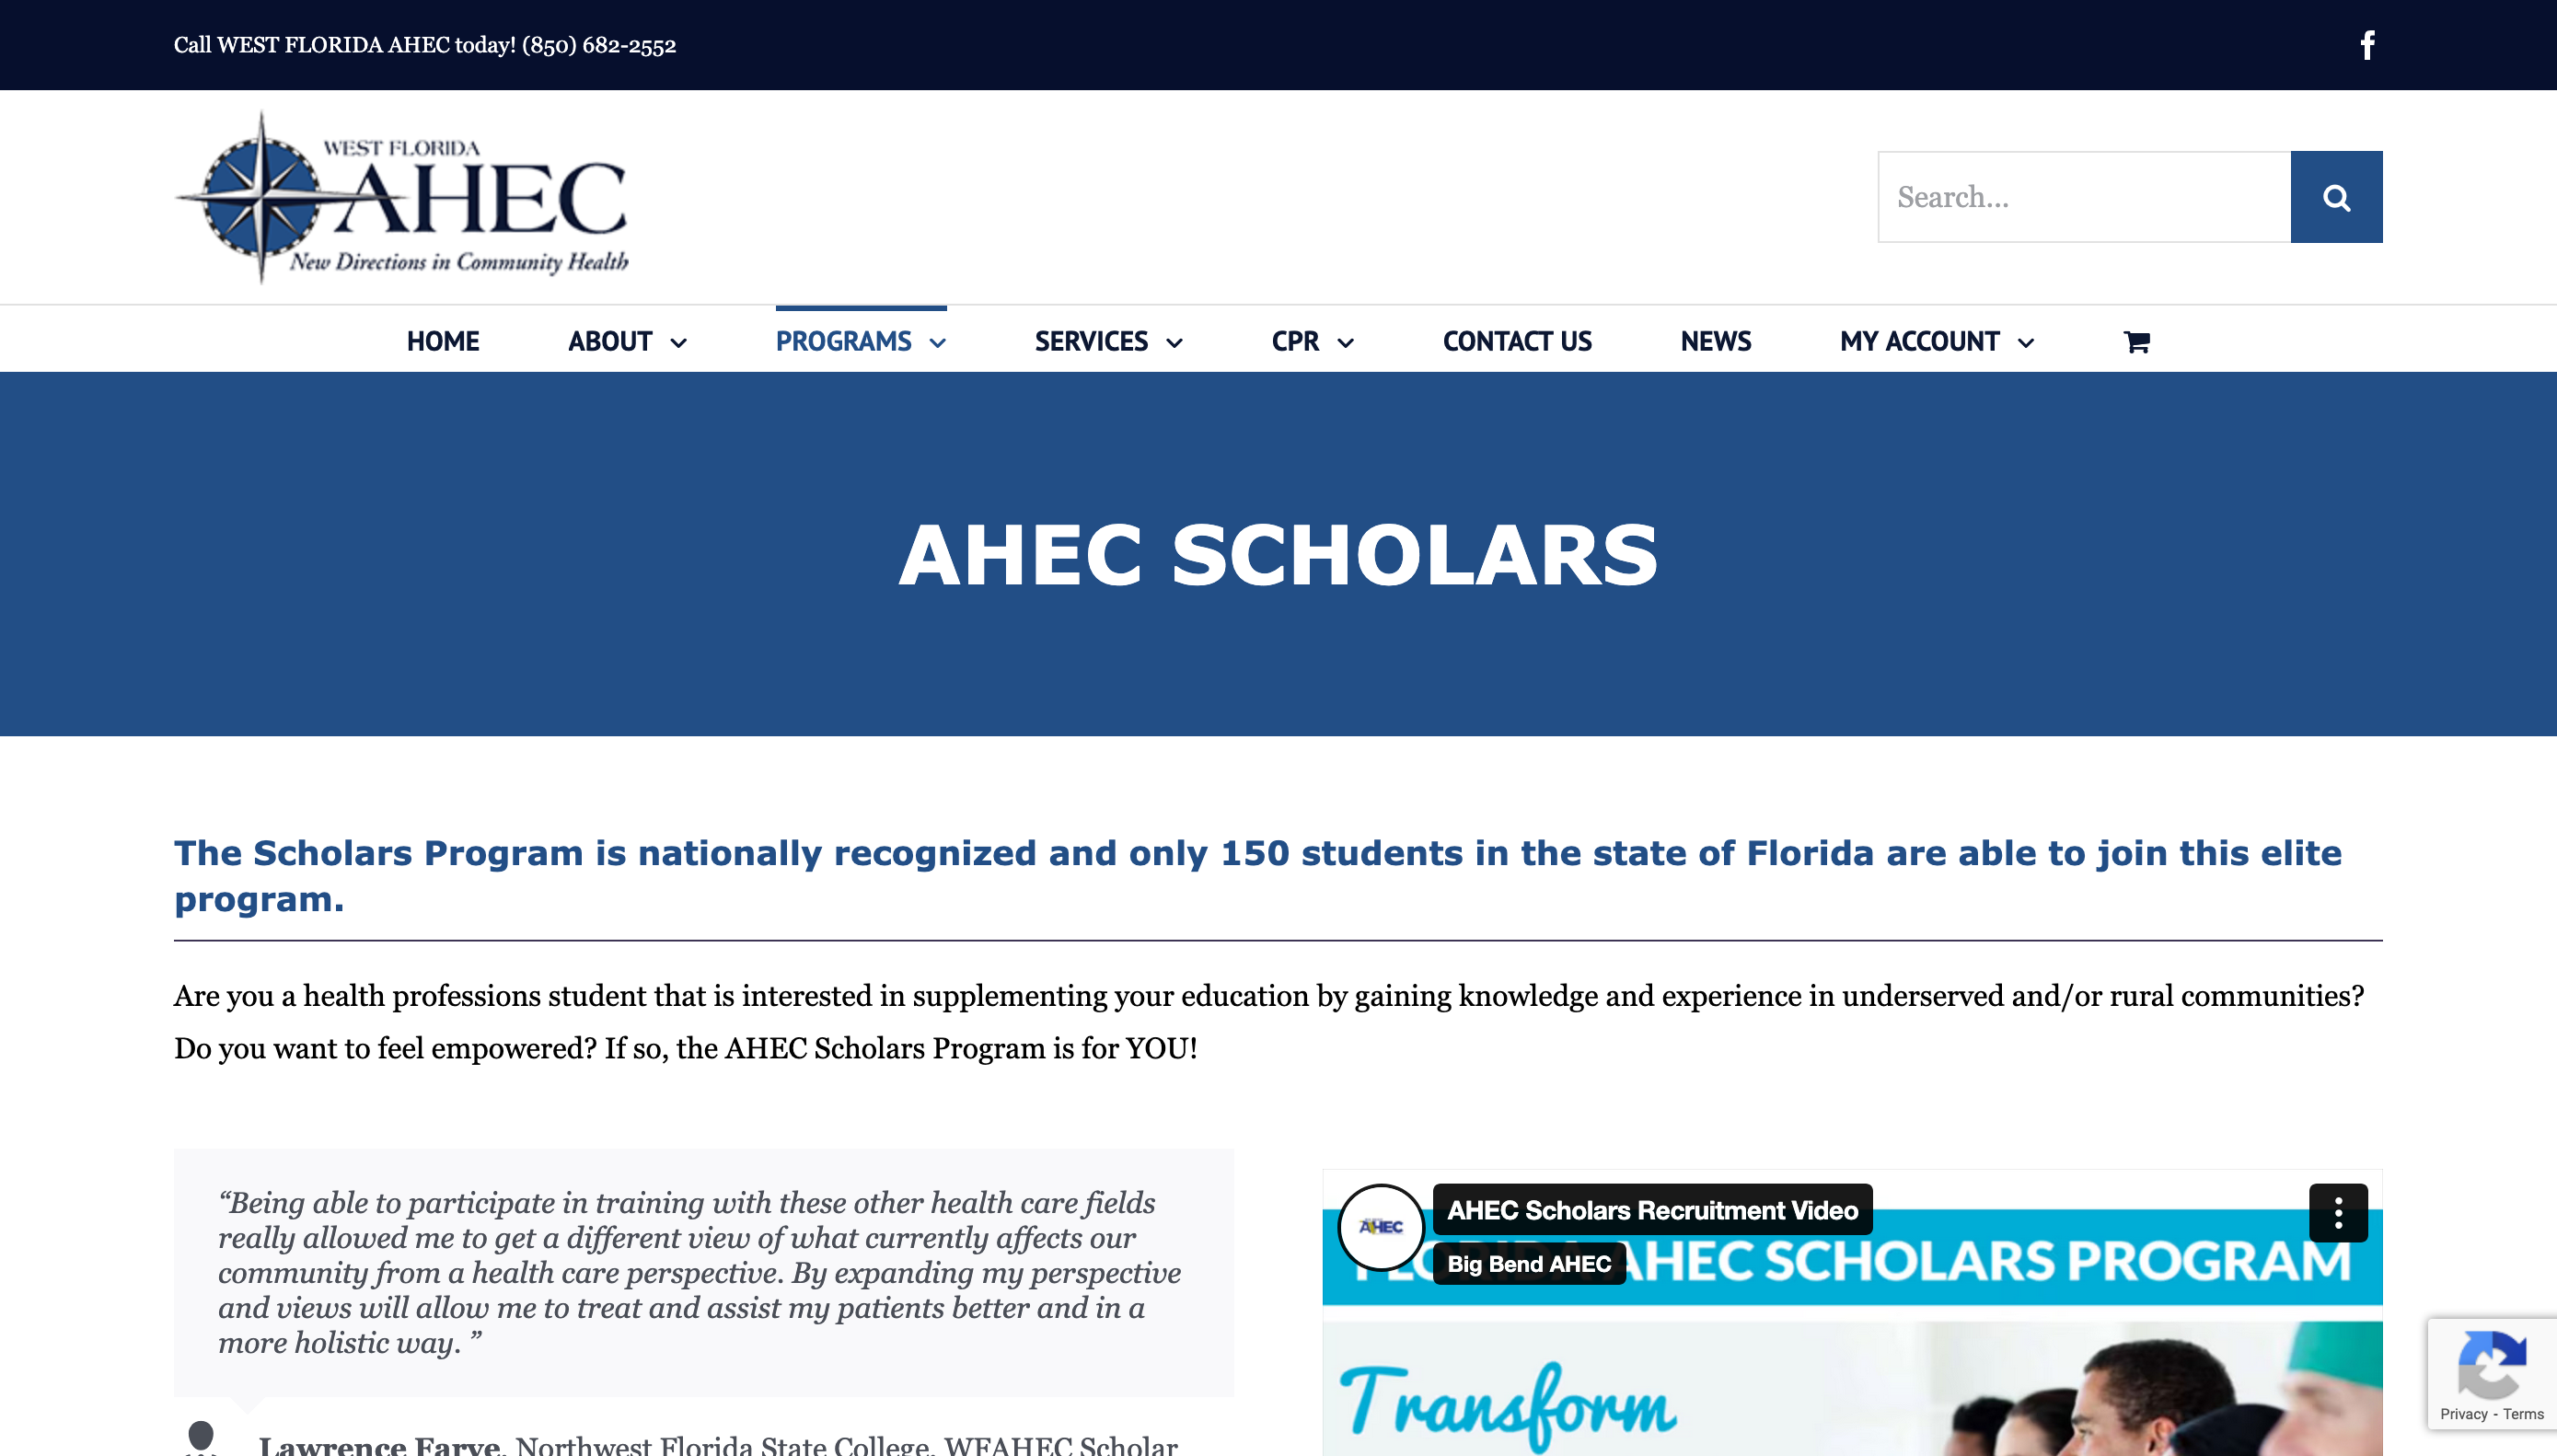 Call WEST FLORIDA AHEC today! (850) 682-2552
WEST FLORIDA
AHEC
New Directions in Community Health
Search...
HOME ABOUT PROGRAMS SERVICES CPR CONTACT US NEWS MY ACCOUNT
AHEC SCHOLARS
The Scholars Program is nationally recognized and only 150 students in the state of Florida are able to join this elite
program.
Are you a health professions student that is interested in supplementing your education by gaining knowledge and experience in underserved and/or rural communities?
Do you want to feel empowered? If so, the AHEC Scholars Program is for YOU!
“Being able to participate in training with these other health care fields
really allowed me to get a different view of what currently affects our
community from a health care perspective. By expanding my perspective
and views will allow me to treat and assist my patients better and in a
more holistic way.”
Lawrence Farve, Northwest Florida State College, WFAHEC Scholar
AHEC
AHEC Scholars Recruitment Video
Big Bend AHEC
FLORIDA AHEC SCHOLARS PROGRAM
Transform
Privacy - Terms